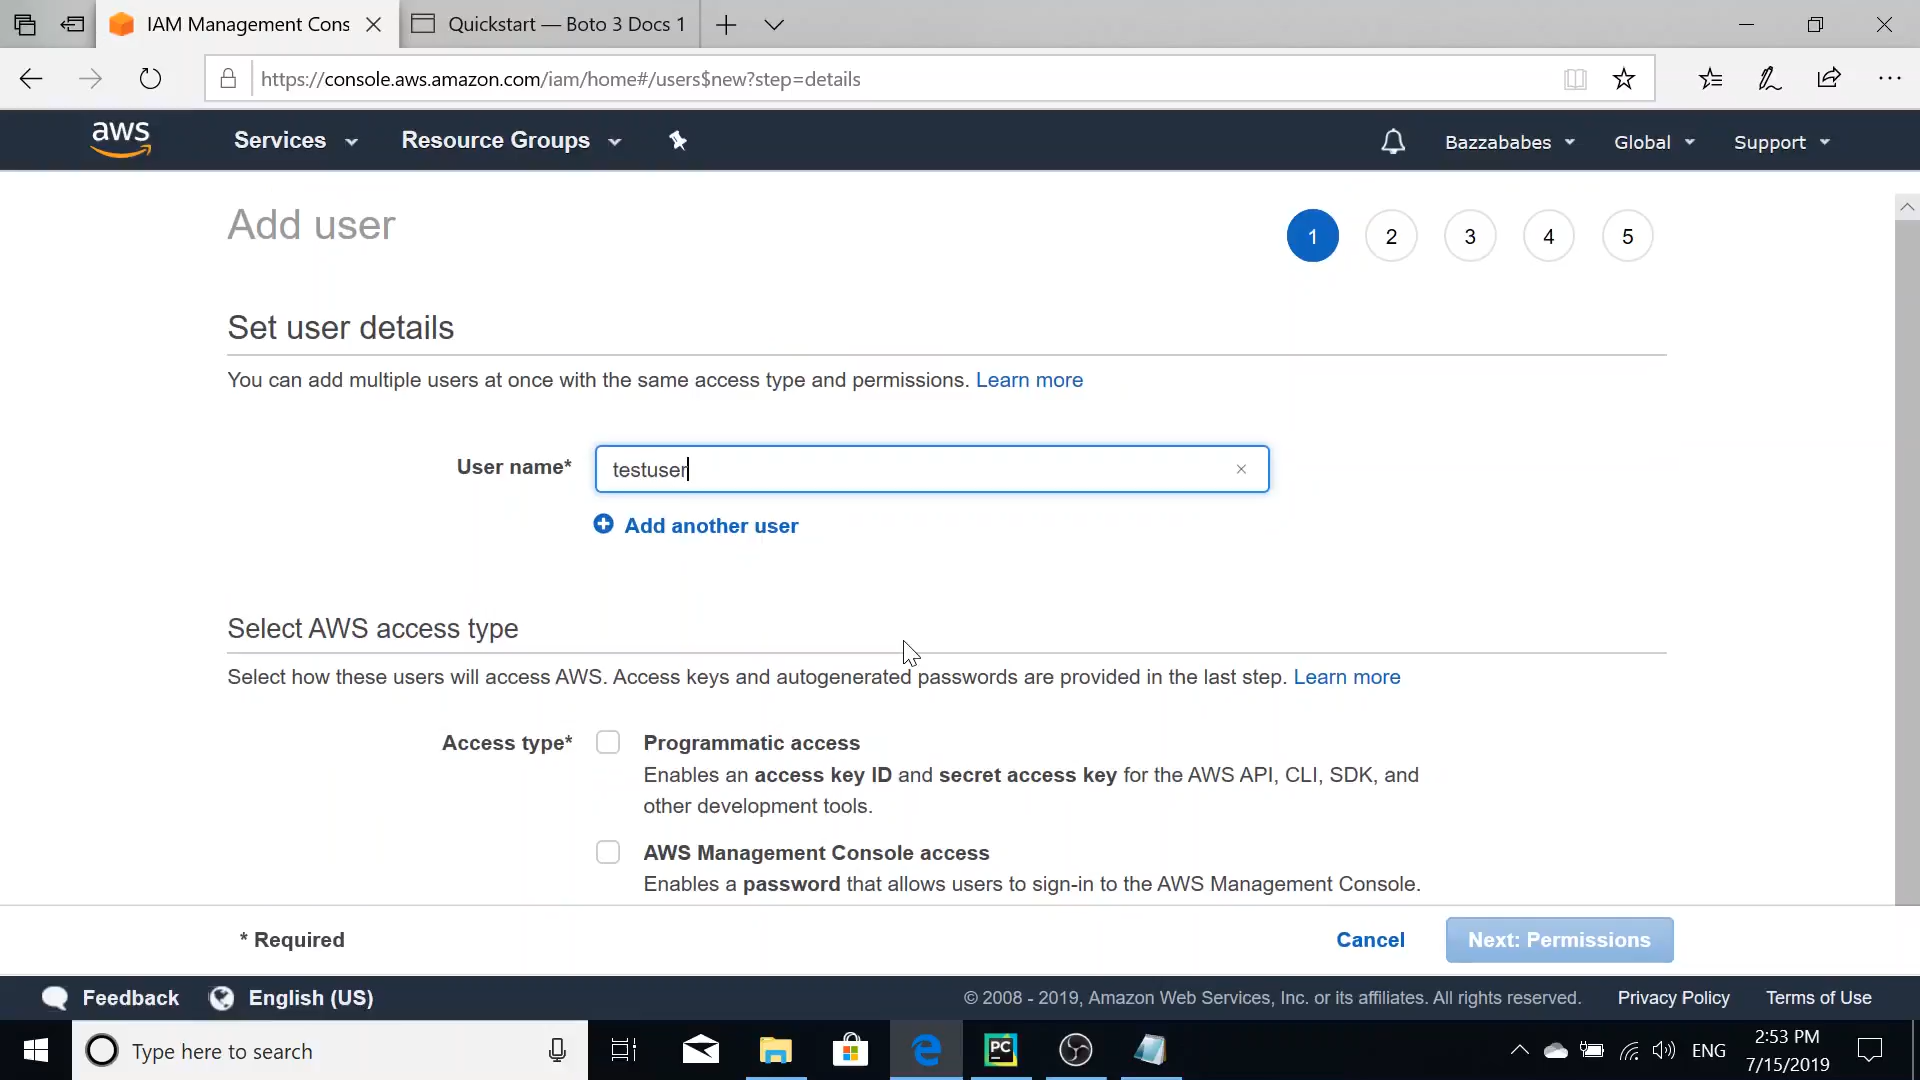 IAM Management Cons
Quickstart — Boto 3 Docs 1
https://console.aws.amazon.com/iam/home#/users$new?step=details
aws
Services
Resource Groups
Bazzababes
Global
Support
Add user
1
2
3
4
5
Set user details
You can add multiple users at once with the same access type and permissions. Learn more
User name*
testuser
Add another user
Select AWS access type
Select how these users will access AWS. Access keys and autogenerated passwords are provided in the last step. Learn more
Access type*
Programmatic access
Enables an access key ID and secret access key for the AWS API, CLI, SDK, and
other development tools.
AWS Management Console access
Enables a password that allows users to sign-in to the AWS Management Console.
* Required
Cancel
Next: Permissions
Feedback
English (US)
© 2008 - 2019, Amazon Web Services, Inc. or its affiliates. All rights reserved.
Privacy Policy
Terms of Use
Type here to search
PC
ENG
2:53 PM
7/15/2019